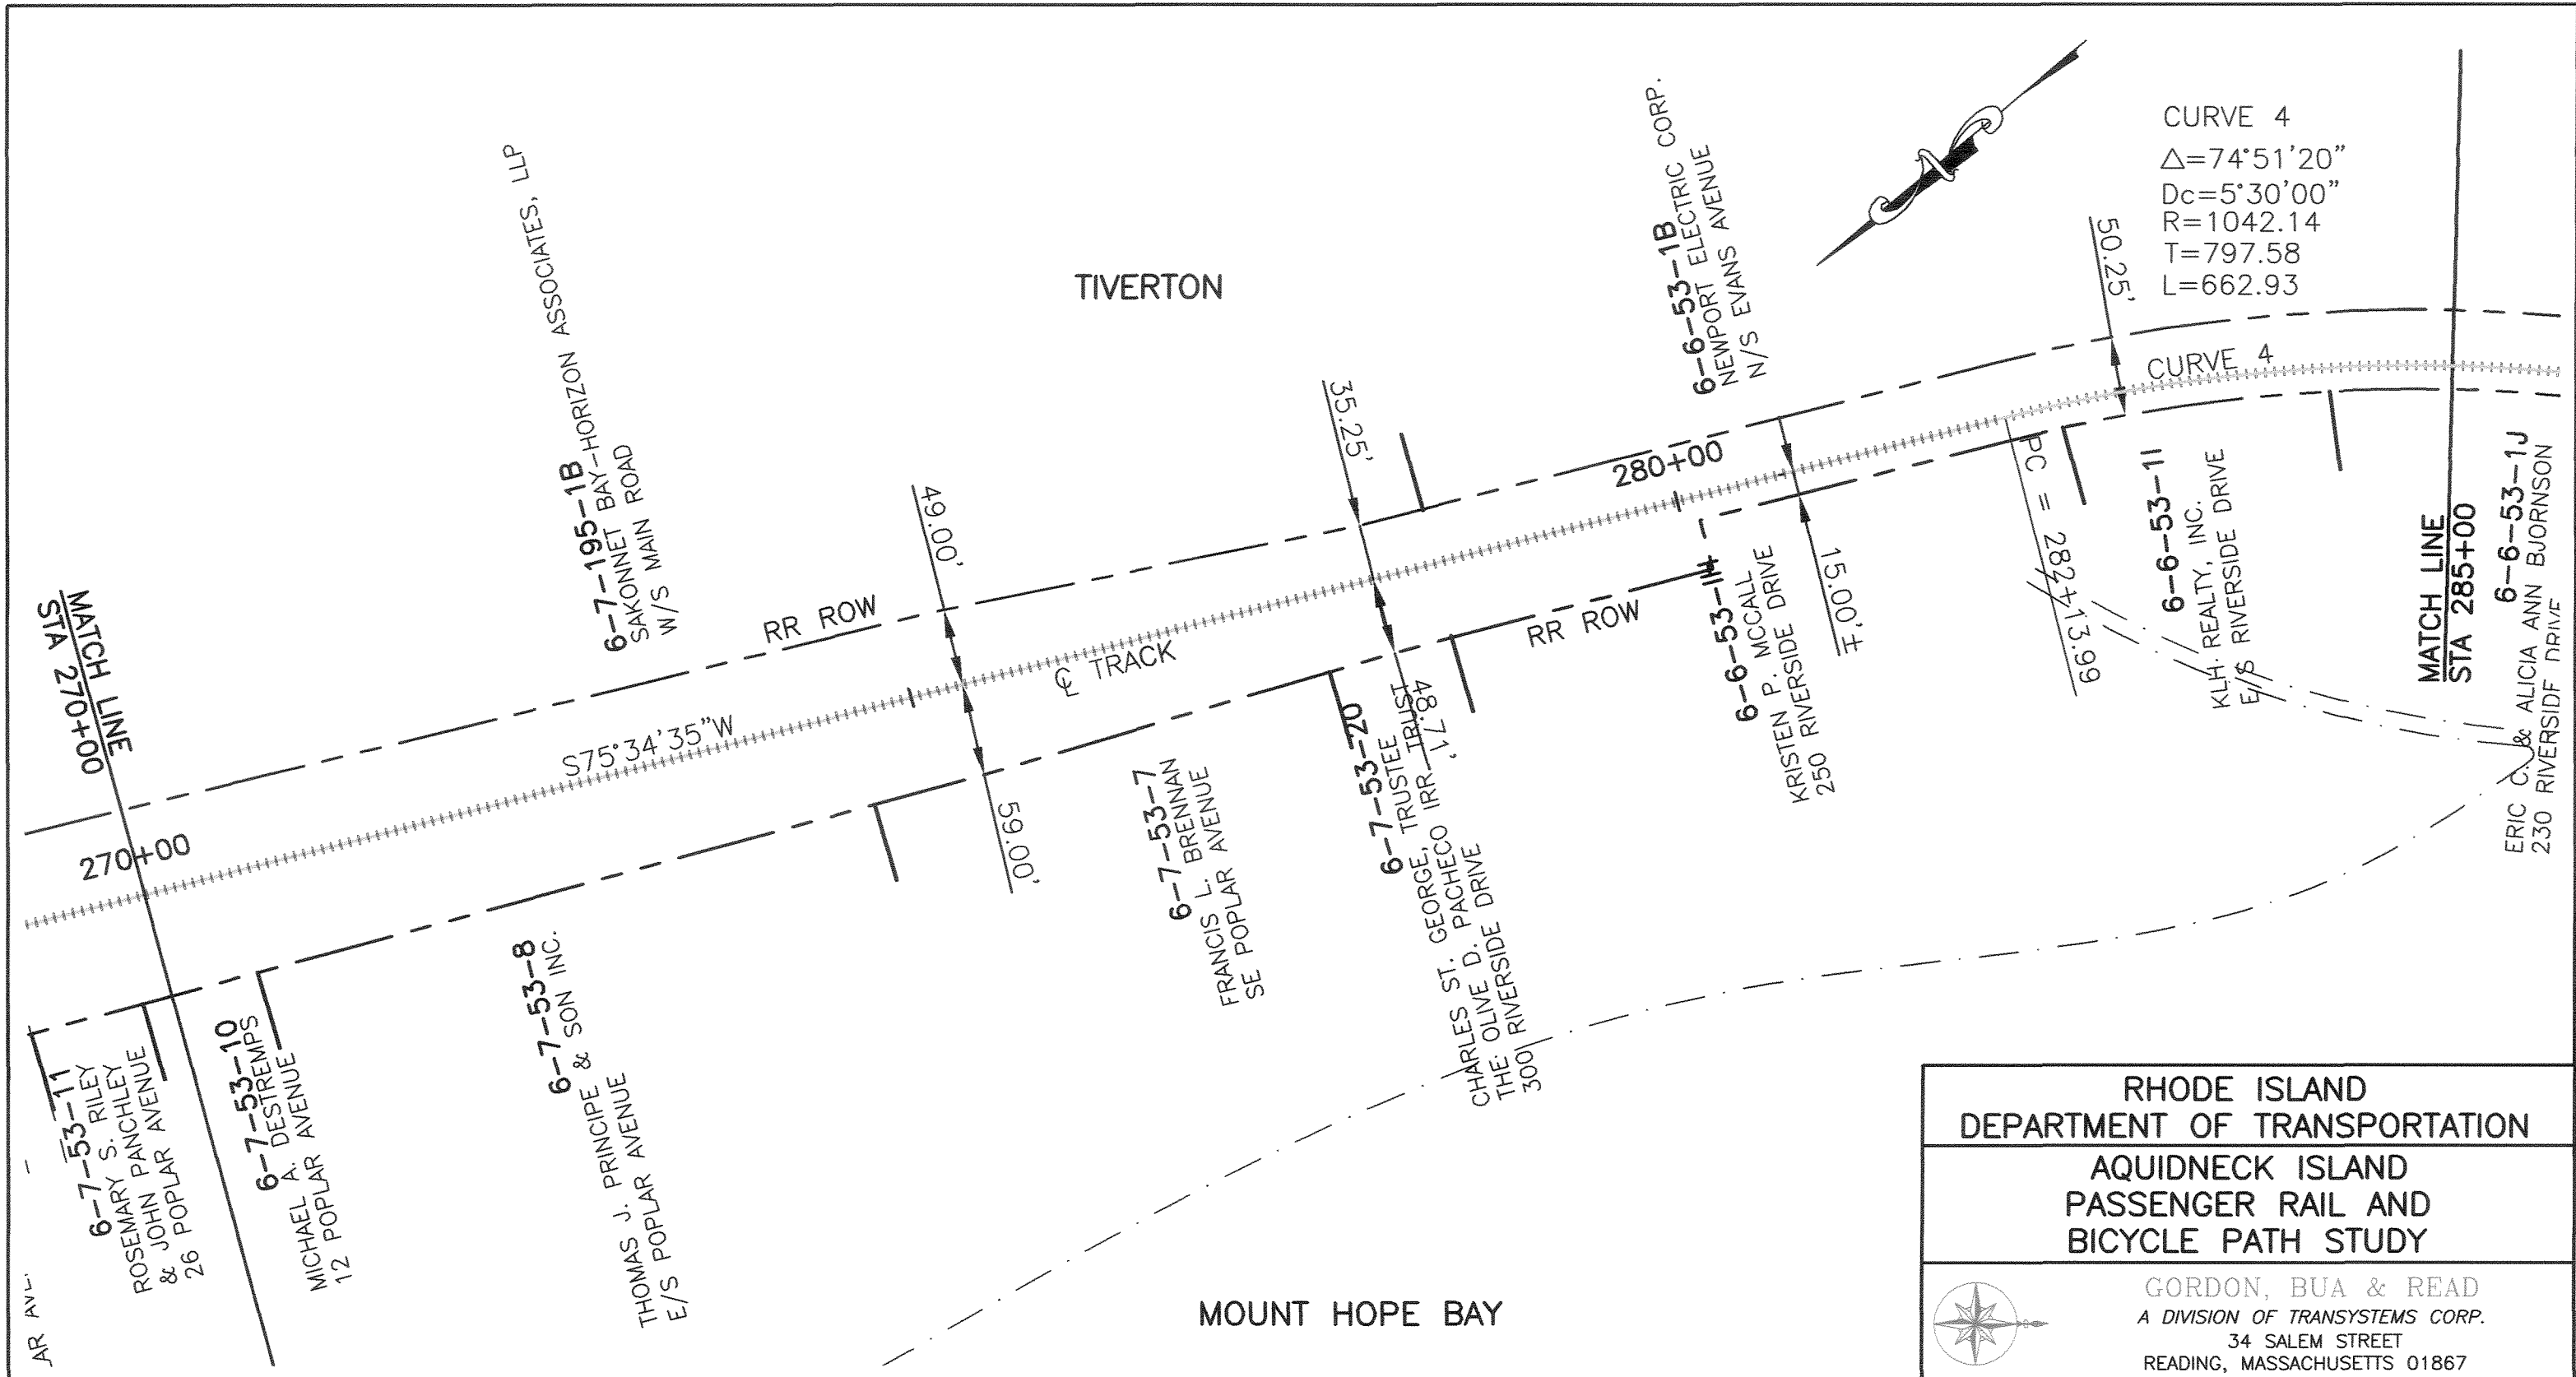 CURVE 4
Δ=74°51'20"
Dc=5°30'00"
R=1042.14
T=797.58
L=662.93
TIVERTON
6-7-195-1B
SAKONNET BAY-HORIZON ASSOCIATES, LLP
W/S MAIN ROAD
6-6-53-1B
NEWPORT ELECTRIC CORP.
N/S EVANS AVENUE
50.25'
CURVE 4
35.25'
280+00
49.00'
RR ROW
℄ TRACK
S75°34'35"W
MATCH LINE
STA 270+00
270+00
59.00'
RR ROW
48.71'
15.00'±
PC = 282+13.99
MATCH LINE
STA 285+00
6-7-53-11
ROSEMARY S. RILEY
& JOHN PANCHLEY
26 POPLAR AVENUE
6-7-53-10
MICHAEL A. DESTREMPS
12 POPLAR AVENUE
6-7-53-8
THOMAS J. PRINCIPE & SON INC.
E/S POPLAR AVENUE
6-7-53-7
FRANCIS L. BRENNAN
SE POPLAR AVENUE
6-7-53-20
CHARLES ST. GEORGE, TRUSTEE
THE OLIVE D. PACHECO IRR TRUST
300 RIVERSIDE DRIVE
6-6-53-1H
KRISTEN P. MCCALL
250 RIVERSIDE DRIVE
6-6-53-1I
KLH REALTY, INC.
E/S RIVERSIDE DRIVE
6-6-53-1J
ERIC C. & ALICIA ANN BJORNSON
230 RIVERSIDE DRIVE
MOUNT HOPE BAY
RHODE ISLAND
DEPARTMENT OF TRANSPORTATION
AQUIDNECK ISLAND
PASSENGER RAIL AND
BICYCLE PATH STUDY
GORDON, BUA & READ
A DIVISION OF TRANSYSTEMS CORP.
34 SALEM STREET
READING, MASSACHUSETTS 01867